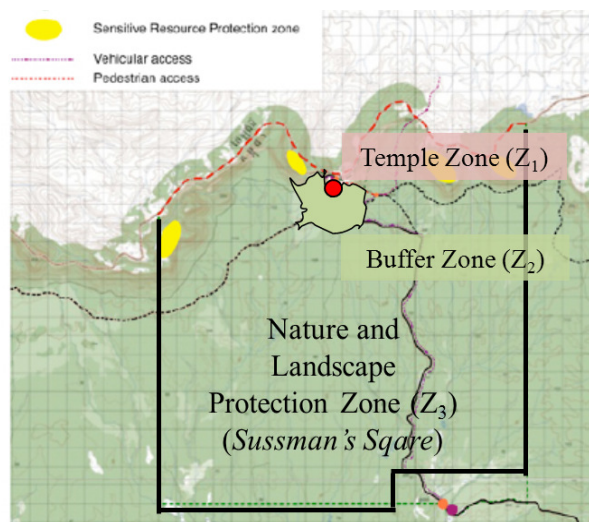 Sensitive Resource Protection zone
Vehicular access
Pedestrian access
Temple Zone (Z1)
Buffer Zone (Z2)
Nature and
Landscape
Protection Zone (Z3)
(Sussman's Sqare)